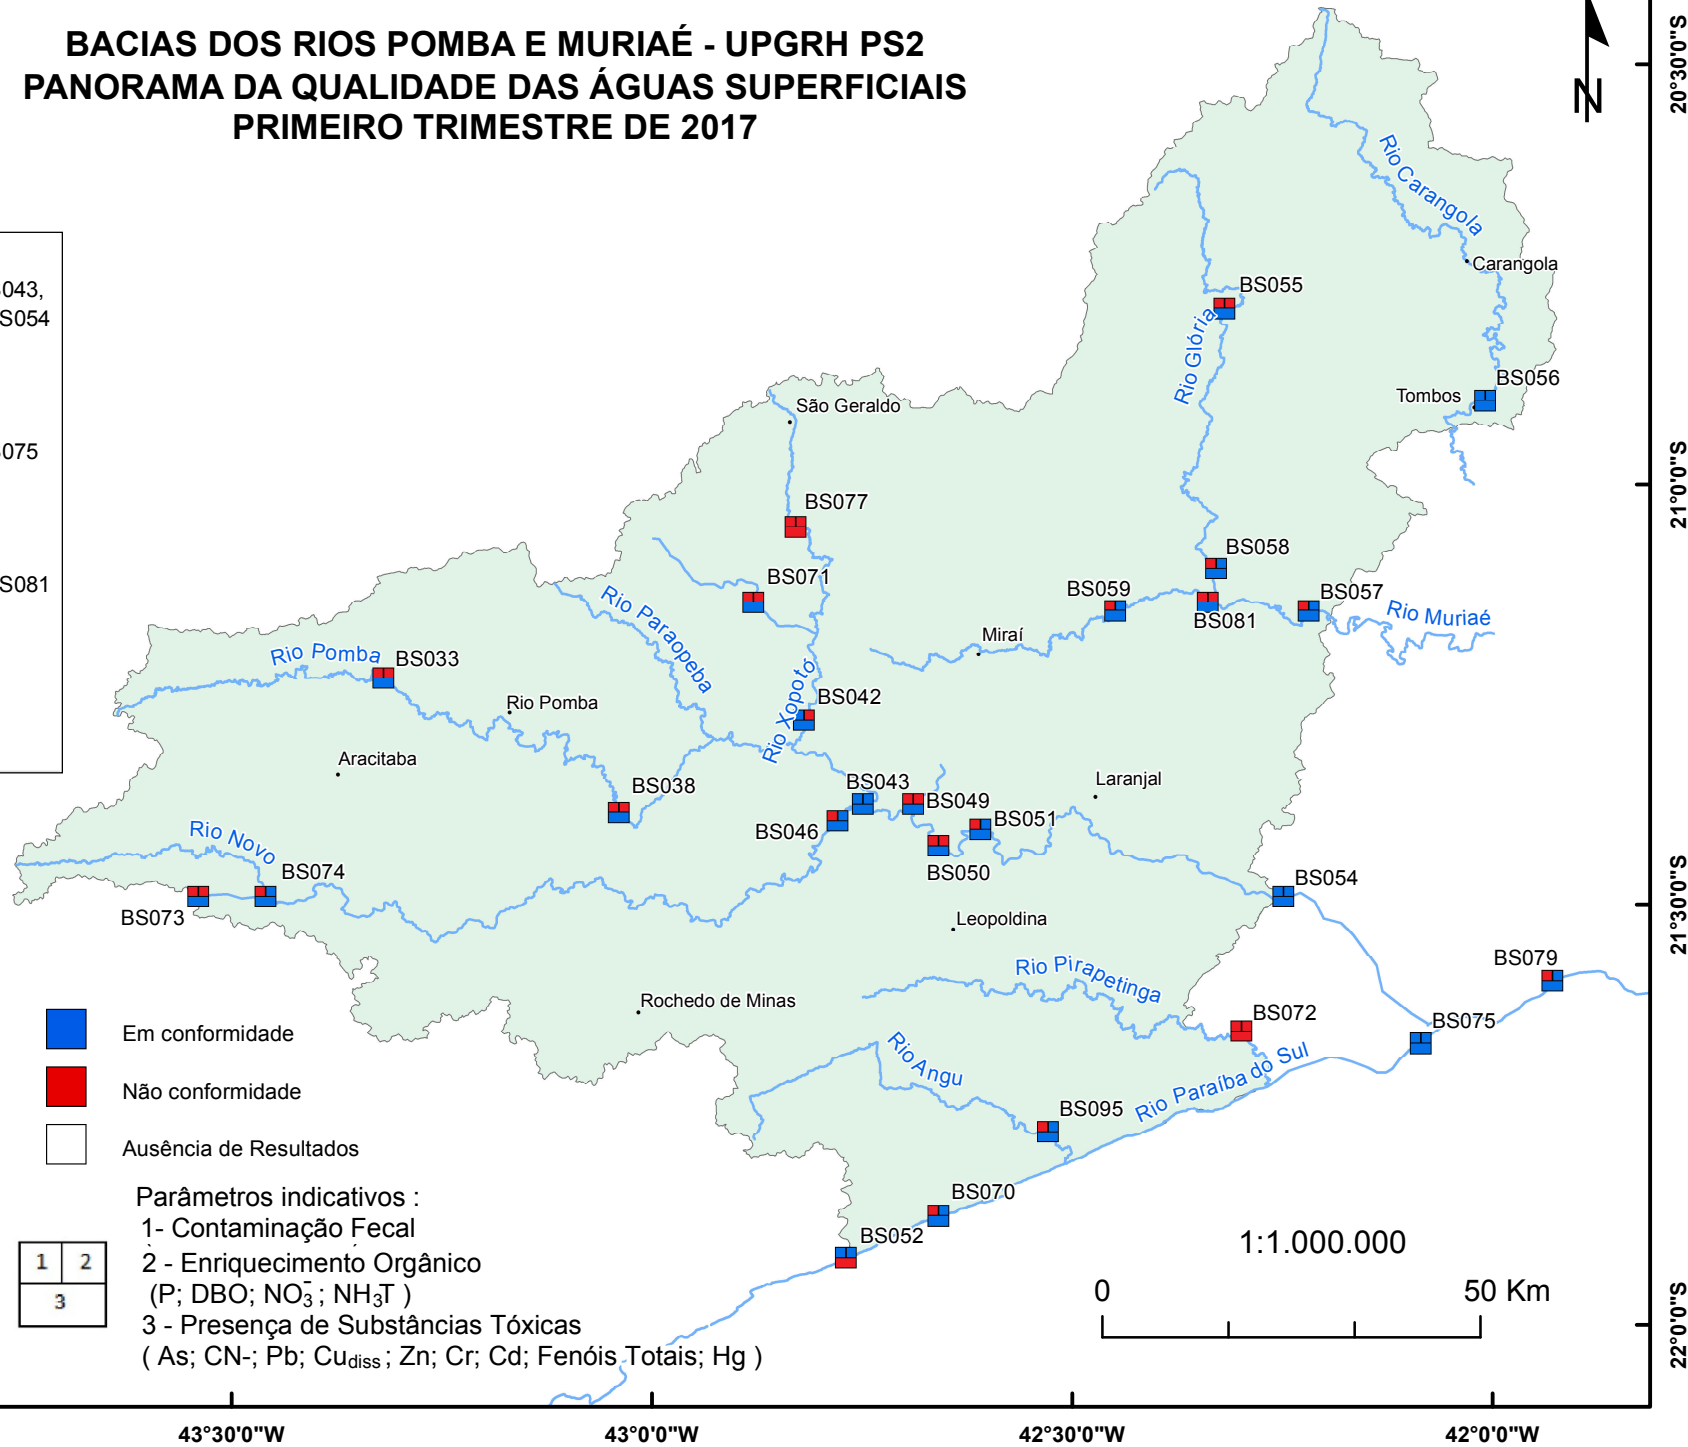 BACIAS DOS RIOS POMBA E MURIAÉ - UPGRH PS2
PANORAMA DA QUALIDADE DAS ÁGUAS SUPERFICIAIS
PRIMEIRO TRIMESTRE DE 2017
N
20°30'0"S
21°0'0"S
21°30'0"S
22°0'0"S
043,
S054
075
S081
Rio Carangola
Carangola
BS055
Rio Glória
BS056
Tombos
São Geraldo
BS077
BS071
BS058
BS059
BS081
BS057
Rio Muriaé
Miraí
Rio Paraopeba
Rio Pomba
BS033
Rio Pomba
Rio Xopotó
BS042
Aracitaba
BS038
BS043
BS049
Laranjal
BS046
BS051
BS050
Rio Novo
BS074
BS073
BS054
Leopoldina
BS079
Rio Pirapetinga
Rochedo de Minas
BS072
BS075
Rio Angu
Rio Paraíba do Sul
BS095
BS070
BS052
Em conformidade
Não conformidade
Ausência de Resultados
Parâmetros indicativos :
1- Contaminação Fecal
2 - Enriquecimento Orgânico
(P; DBO; NO₃⁻; NH₃T )
3 - Presença de Substâncias Tóxicas
( As; CN-; Pb; Cudiss ; Zn; Cr; Cd; Fenóis Totais; Hg )
1 2
3
1:1.000.000
0 50 Km
43°30'0"W 43°0'0"W 42°30'0"W 42°0'0"W